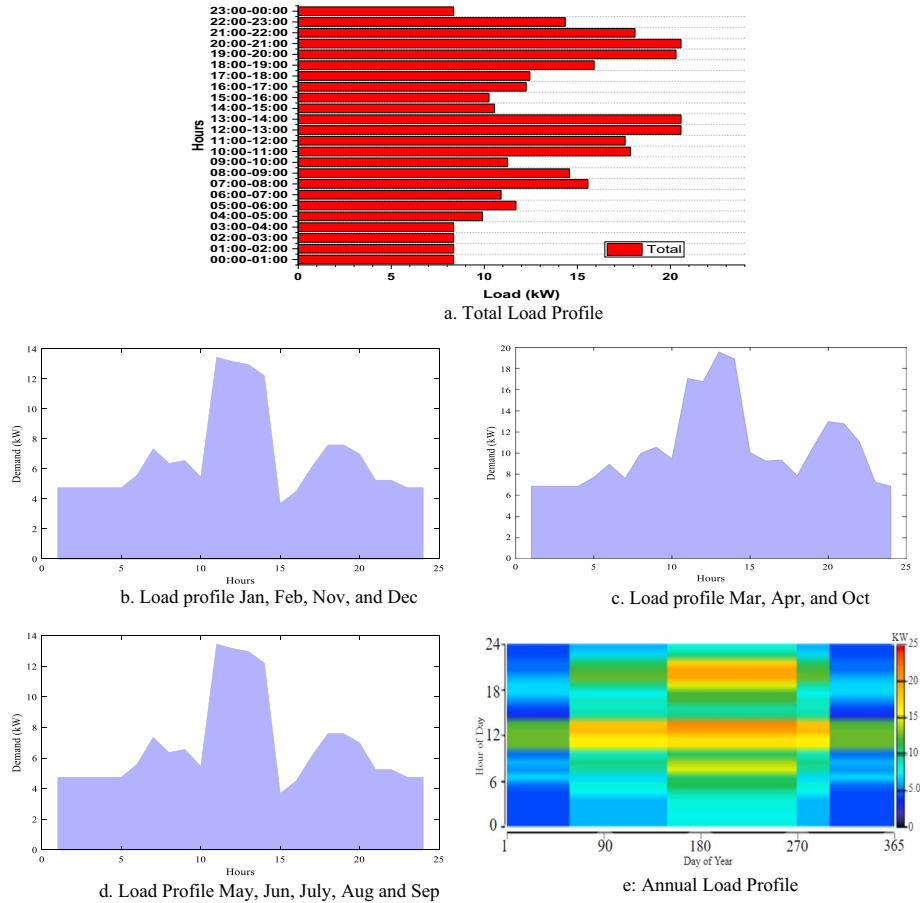 23:00-00:00
22:00-23:00
21:00-22:00
20:00-21:00
19:00-20:00
18:00-19:00
17:00-18:00
16:00-17:00
15:00-16:00
14:00-15:00
13:00-14:00
12:00-13:00
11:00-12:00
10:00-11:00
09:00-10:00
08:00-09:00
07:00-08:00
06:00-07:00
05:00-06:00
04:00-05:00
03:00-04:00
02:00-03:00
01:00-02:00
00:00-01:00
Hours
Total
0 5 10 15 20
Load (kW)
a. Total Load Profile
14
12
10
8
6
4
2
0
Demand (kW)
0 5 10 15 20 25
Hours
b. Load profile Jan, Feb, Nov, and Dec
20
18
16
14
12
10
8
6
4
2
0
Demand (kW)
0 5 10 15 20 25
Hours
c. Load profile Mar, Apr, and Oct
14
12
10
8
6
4
2
0
Demand (kW)
0 5 10 15 20 25
Hours
d. Load Profile May, Jun, July, Aug and Sep
24
18
12
6
0
Hour of Day
1 90 180 270 365
Day of Year
KW
25
20
15
10
5.0
0
e: Annual Load Profile